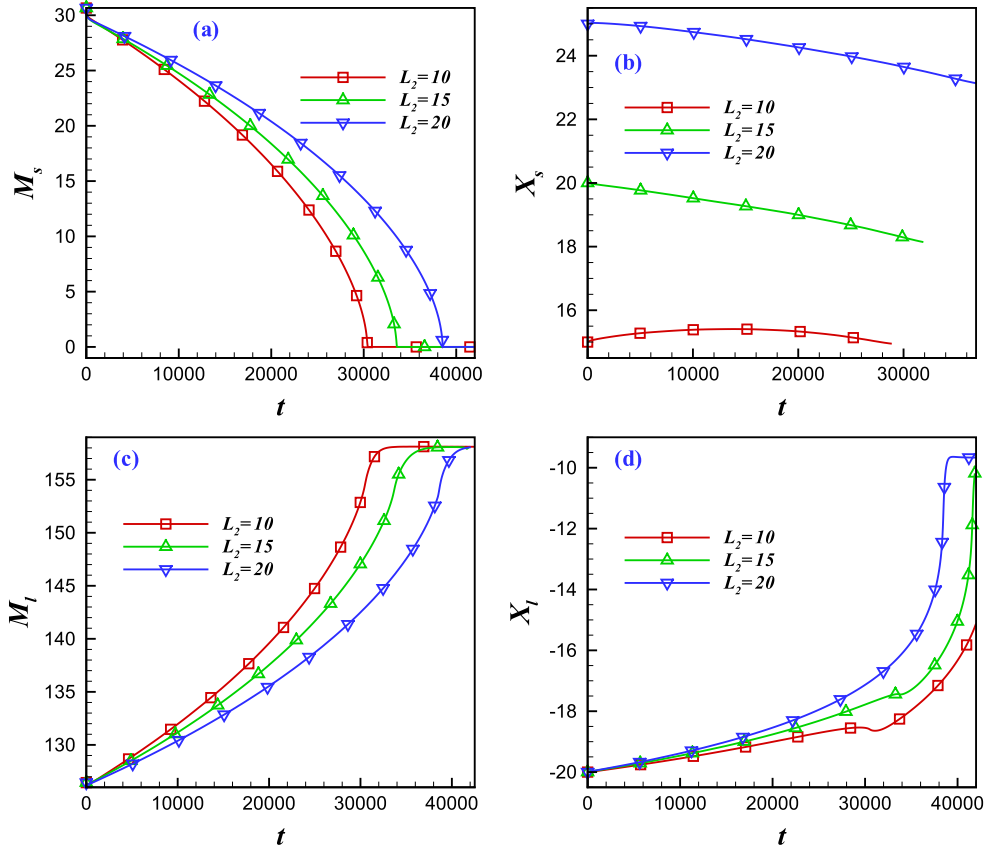 (a)
M_s
30
25
20
15
10
5
0
L_2=10
L_2=15
L_2=20
0 10000 20000 30000 40000
t
(b)
X_s
24
22
20
18
16
L_2=10
L_2=15
L_2=20
0 10000 20000 30000
t
(c)
M_l
155
150
145
140
135
130
L_2=10
L_2=15
L_2=20
0 10000 20000 30000 40000
t
(d)
X_l
-10
-12
-14
-16
-18
-20
L_2=10
L_2=15
L_2=20
0 10000 20000 30000 40000
t